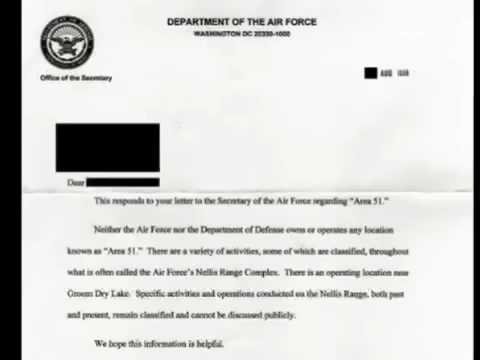 DEPARTMENT OF THE AIR FORCE
WASHINGTON DC 20330-1000
Office of the Secretary
AUG
Dear
This responds to your letter to the Secretary of the Air Force regarding “Area 51.”
Neither the Air Force nor the Department of Defense owns or operates any location
known as “Area 51.” There are a variety of activities, some of which are classified, throughout
what is often called the Air Force’s Nellis Range Complex. There is an operating location near
Groom Dry Lake. Specific activities and operations conducted on the Nellis Range, both past
and present, remain classified and cannot be discussed publicly.
We hope this information is helpful.